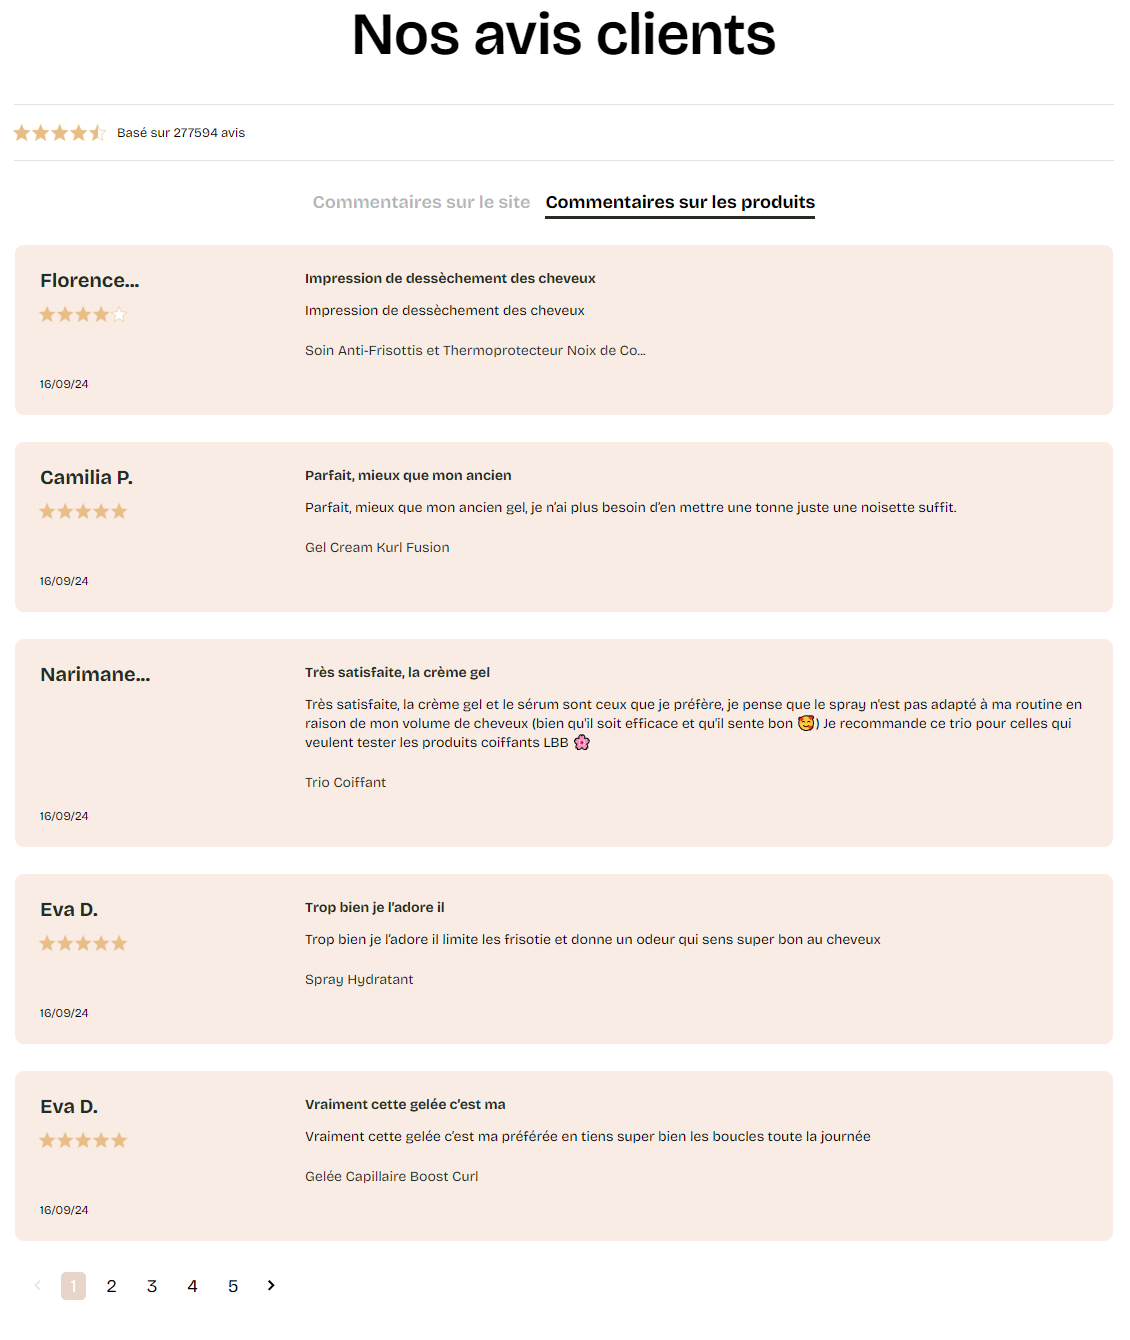 Nos avis clients
Basé sur 277594 avis
Commentaires sur le site Commentaires sur les produits
Florence...
Impression de dessèchement des cheveux
Impression de dessèchement des cheveux
Soin Anti-Frisottis et Thermoprotecteur Noix de Co...
16/09/24
Camilia P.
Parfait, mieux que mon ancien
Parfait, mieux que mon ancien gel, je n’ai plus besoin d’en mettre une tonne juste une noisette suffit.
Gel Cream Kurl Fusion
16/09/24
Narimane...
Très satisfaite, la crème gel
Très satisfaite, la crème gel et le sérum sont ceux que je préfère, je pense que le spray n'est pas adapté à ma routine en
raison de mon volume de cheveux (bien qu'il soit efficace et qu'il sente bon 🥰) Je recommande ce trio pour celles qui
veulent tester les produits coiffants LBB 🌸
Trio Coiffant
16/09/24
Eva D.
Trop bien je l’adore il
Trop bien je l’adore il limite les frisotie et donne un odeur qui sens super bon au cheveux
Spray Hydratant
16/09/24
Eva D.
Vraiment cette gelée c’est ma
Vraiment cette gelée c’est ma préférée en tiens super bien les boucles toute la journée
Gelée Capillaire Boost Curl
16/09/24
1 2 3 4 5